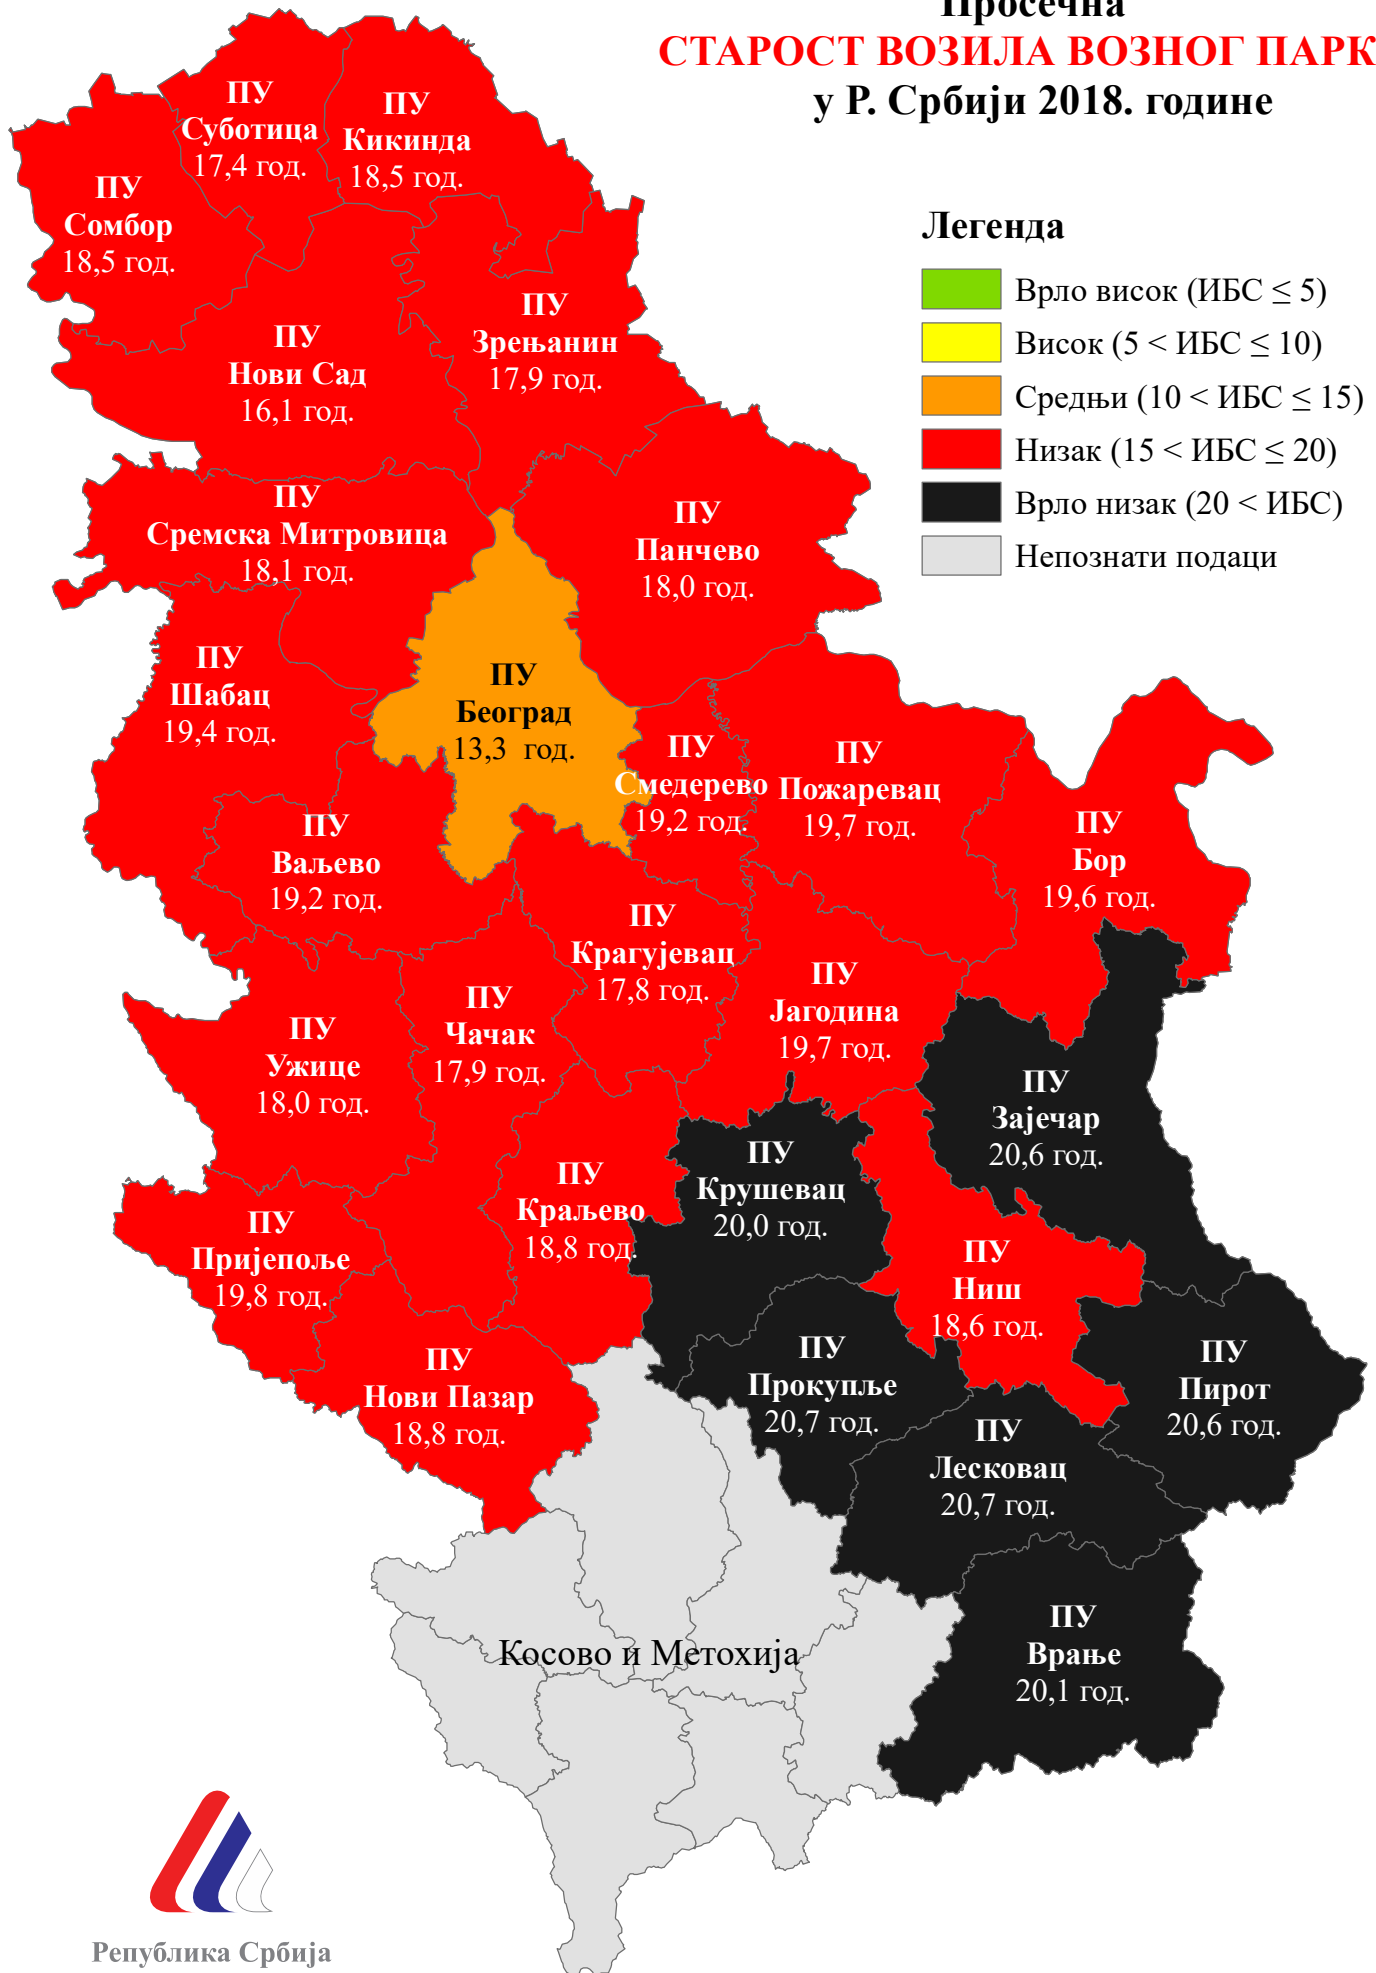 Просечна
СТАРОСТ ВОЗИЛА ВОЗНОГ ПАРК
у Р. Србији 2018. године
Легенда
Врло висок (ИБС ≤ 5)
Висок (5 < ИБС ≤ 10)
Средњи (10 < ИБС ≤ 15)
Низак (15 < ИБС ≤ 20)
Врло низак (20 < ИБС)
Непознати подаци
ПУ
Суботица
17,4 год.
ПУ
Кикинда
18,5 год.
ПУ
Сомбор
18,5 год.
ПУ
Зрењанин
17,9 год.
ПУ
Нови Сад
16,1 год.
ПУ
Сремска Митровица
18,1 год.
ПУ
Панчево
18,0 год.
ПУ
Шабац
19,4 год.
ПУ
Београд
13,3 год.
ПУ
Смедерево
19,2 год.
ПУ
Пожаревац
19,7 год.
ПУ
Бор
19,6 год.
ПУ
Ваљево
19,2 год.
ПУ
Крагујевац
17,8 год.
ПУ
Јагодина
19,7 год.
ПУ
Чачак
17,9 год.
ПУ
Ужице
18,0 год.
ПУ
Зајечар
20,6 год.
ПУ
Крушевац
20,0 год.
ПУ
Краљево
18,8 год.
ПУ
Пријепоље
19,8 год.
ПУ
Ниш
18,6 год.
ПУ
Прокупље
20,7 год.
ПУ
Пирот
20,6 год.
ПУ
Нови Пазар
18,8 год.
ПУ
Лесковац
20,7 год.
ПУ
Врање
20,1 год.
Косово и Метохија
Република Србија